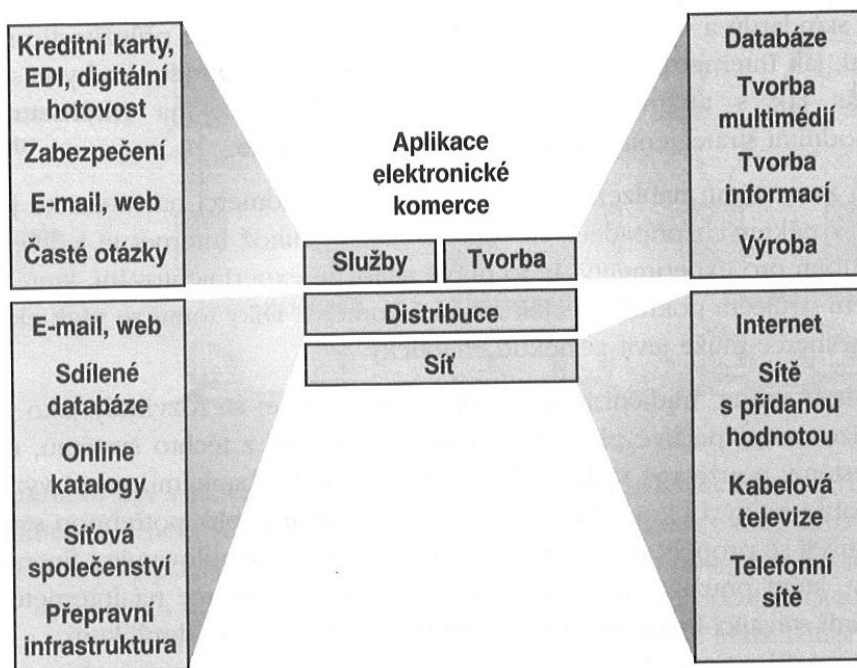 Kreditní karty,
EDI, digitální
hotovost
Zabezpečení
E-mail, web
Časté otázky
E-mail, web
Sdílené
databáze
Online
katalogy
Síťová
společenství
Přepravní
infrastruktura
Aplikace
elektronické
komerce
Služby
Tvorba
Distribuce
Síť
Databáze
Tvorba
multimédií
Tvorba
informací
Výroba
Internet
Sítě
s přidanou
hodnotou
Kabelová
televize
Telefonní
sítě